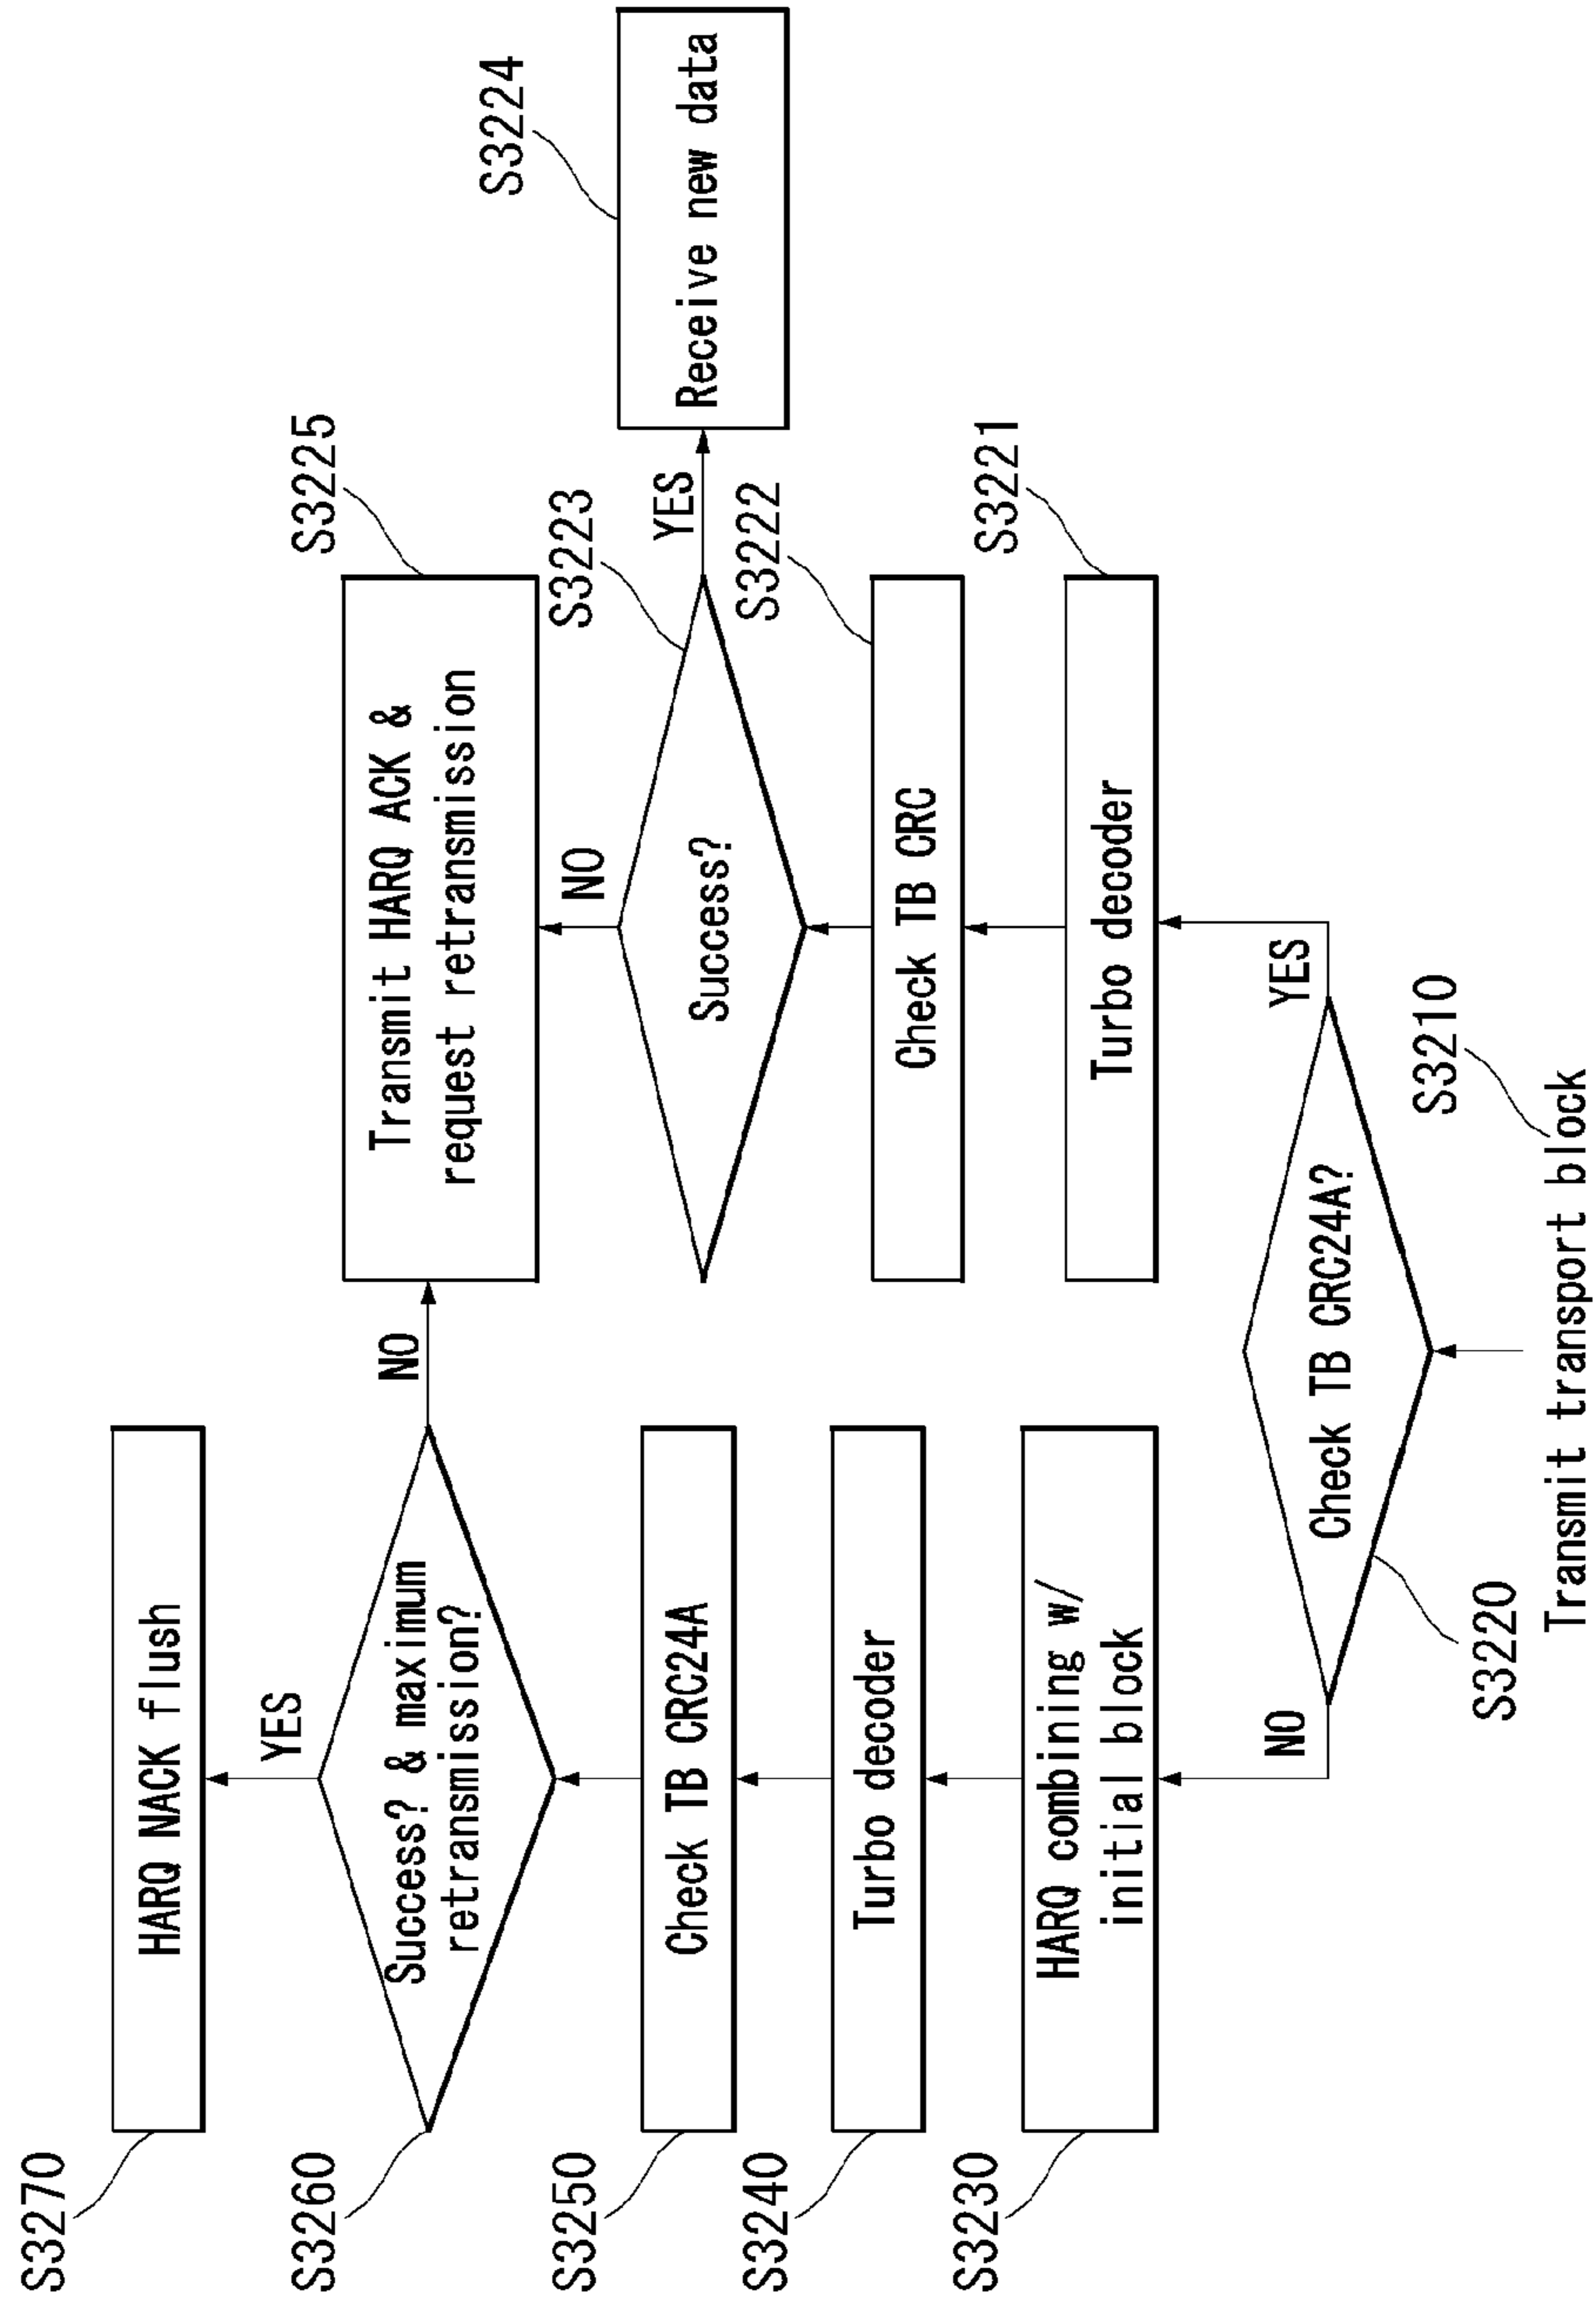 S3270
HARQ NACK flush
YES
S3260
Success? & maximum
retransmission?
NO
S3225
Transmit HARQ ACK &
request retransmission
NO
S3223
Success?
YES
S3224
Receive new data
S3250
Check TB CRC24A
S3222
Check TB CRC
S3240
Turbo decoder
S3221
Turbo decoder
S3230
HARQ combining w/
initial block
NO
YES
S3220
Check TB CRC24A?
S3210
Transmit transport block